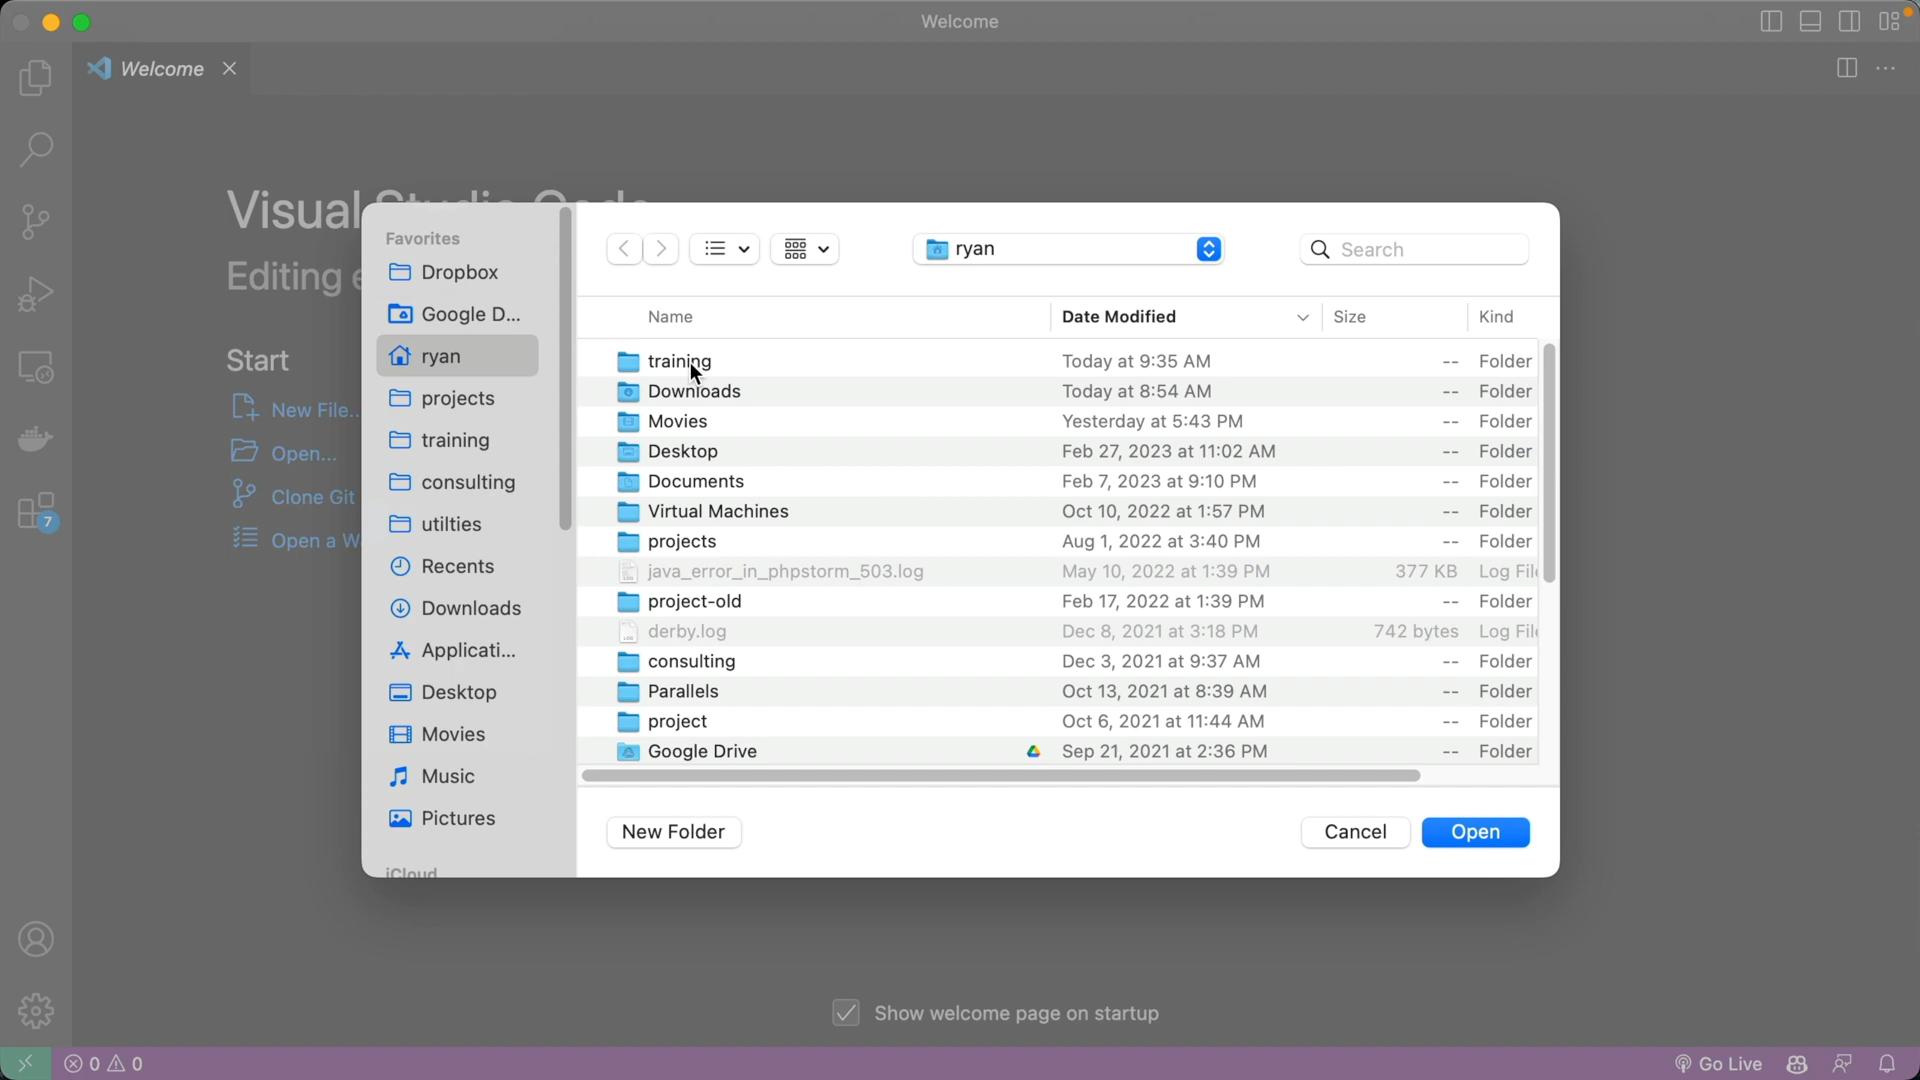 Welcome
Welcome
Visual Studio Code
Editing e
Start
New File..
Open...
Clone Git
Open a W
7
Favorites
Dropbox
Google D...
ryan
projects
training
consulting
utilties
Recents
Downloads
Applicati...
Desktop
Movies
Music
Pictures
iCloud
ryan
Search
Name Date Modified Size Kind
training Today at 9:35 AM -- Folder
Downloads Today at 8:54 AM -- Folder
Movies Yesterday at 5:43 PM -- Folder
Desktop Feb 27, 2023 at 11:02 AM -- Folder
Documents Feb 7, 2023 at 9:10 PM -- Folder
Virtual Machines Oct 10, 2022 at 1:57 PM -- Folder
projects Aug 1, 2022 at 3:40 PM -- Folder
java_error_in_phpstorm_503.log May 10, 2022 at 1:39 PM 377 KB Log Fil
project-old Feb 17, 2022 at 1:39 PM -- Folder
derby.log Dec 8, 2021 at 3:18 PM 742 bytes Log Fil
consulting Dec 3, 2021 at 9:37 AM -- Folder
Parallels Oct 13, 2021 at 8:39 AM -- Folder
project Oct 6, 2021 at 11:44 AM -- Folder
Google Drive Sep 21, 2021 at 2:36 PM -- Folder
New Folder Cancel Open
Show welcome page on startup
0 0 Go Live